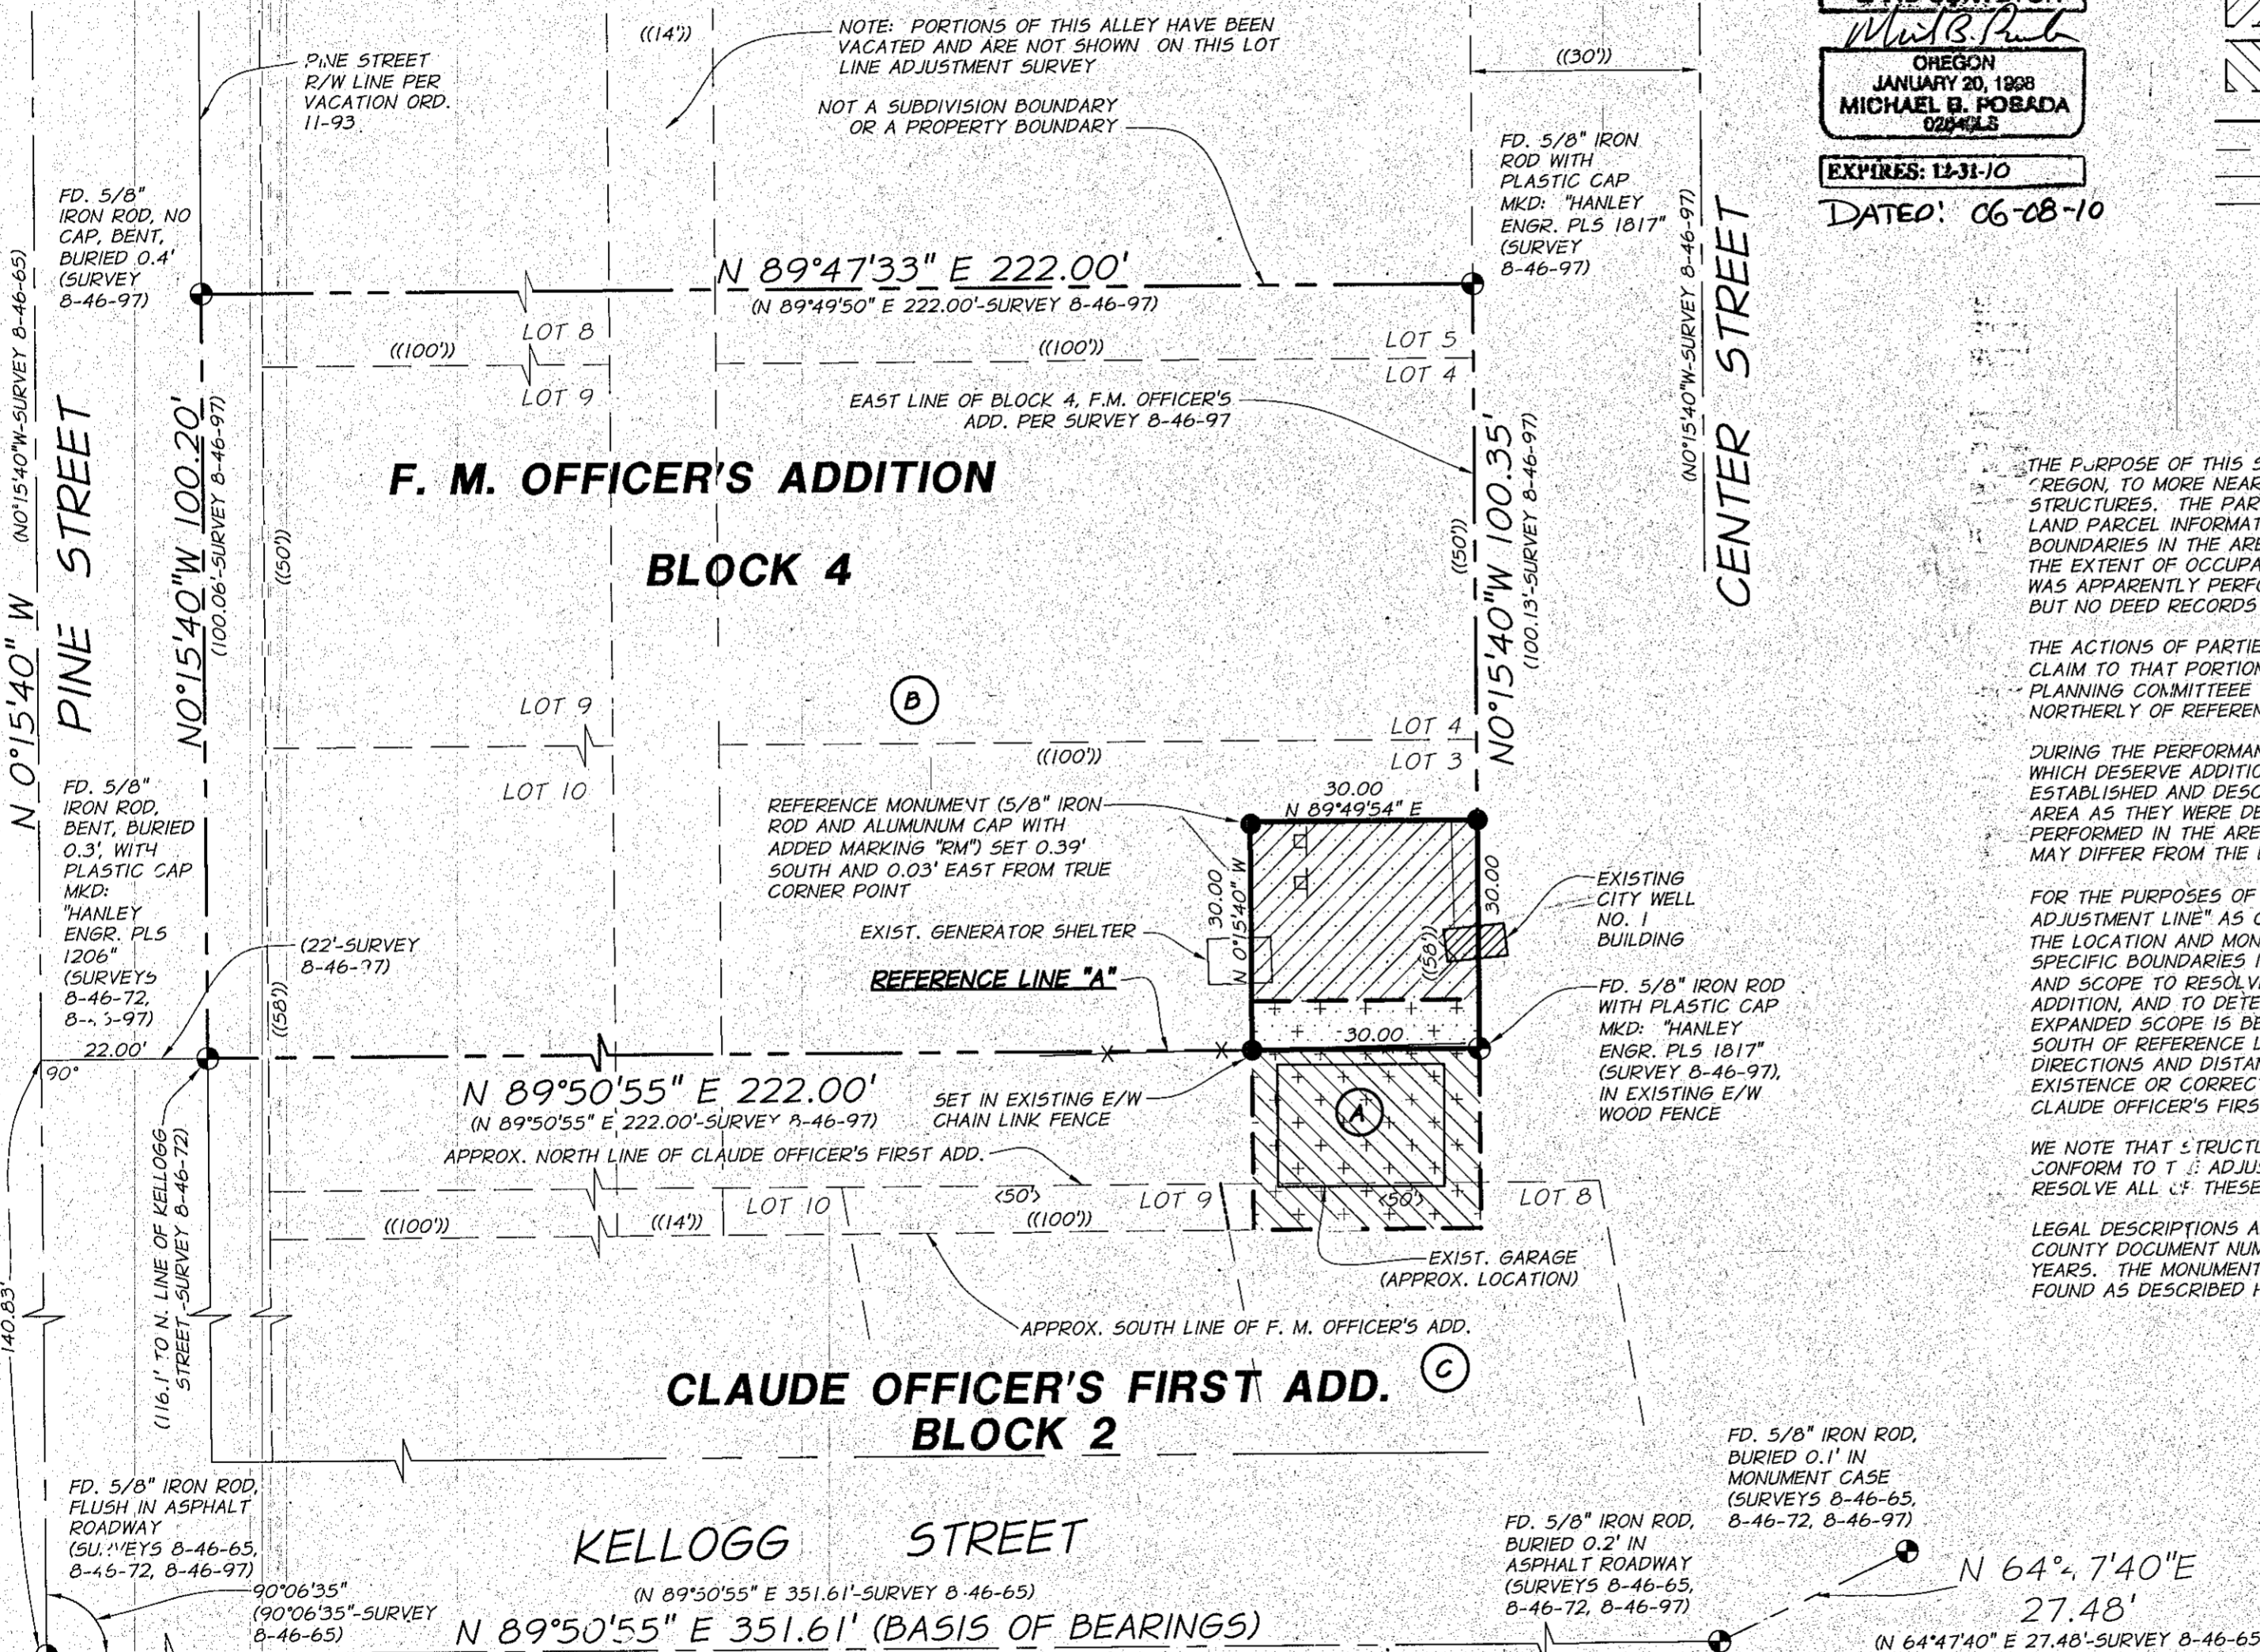 ((14'))
NOTE: PORTIONS OF THIS ALLEY HAVE BEEN
VACATED AND ARE NOT SHOWN ON THIS LOT
LINE ADJUSTMENT SURVEY
PINE STREET
R/W LINE PER
VACATION ORD.
11-93
NOT A SUBDIVISION BOUNDARY
OR A PROPERTY BOUNDARY
((30'))
OREGON
JANUARY 20, 1998
MICHAEL B. POSADA
EXPIRES: 12-31-10
DATED: 06-08-10
FD. 5/8"
IRON ROD, NO
CAP, BENT,
BURIED 0.4'
(SURVEY
8-46-97)
FD. 5/8" IRON
ROD WITH
PLASTIC CAP
MKD: "HANLEY
ENGR. PLS 1817"
(SURVEY
8-46-97)
N 89°47'33" E 222.00'
(N 89°49'50" E 222.00'-SURVEY 8-46-97)
LOT 8
((100'))
LOT 9
((100'))
LOT 5
LOT 4
EAST LINE OF BLOCK 4, F.M. OFFICER'S
ADD. PER SURVEY 8-46-97
N 0°15'40" W (N0°15'40"W-SURVEY 8-46-65)
PINE STREET
N0°15'40"W 100.20'
(100.06'-SURVEY 8-46-97)
((50'))
F. M. OFFICER'S ADDITION
BLOCK 4
((50'))
N0°15'40"W 100.35'
(100.13'-SURVEY 8-46-97)
(N0°15'40"W-SURVEY 8-46-97)
CENTER STREET
B
LOT 9
LOT 10
LOT 4
((100'))
LOT 3
FD. 5/8"
IRON ROD,
BENT, BURIED
0.3', WITH
PLASTIC CAP
MKD:
"HANLEY
ENGR. PLS
1206"
(SURVEYS
8-46-72,
(22'-SURVEY
((58'))
22.00'
90°
REFERENCE MONUMENT (5/8" IRON
ROD AND ALUMUNUM CAP WITH
ADDED MARKING "RM") SET 0.39'
SOUTH AND 0.03' EAST FROM TRUE
CORNER POINT
30.00
N 89°49'54" E
30.00
N 0°15'40" W
30.00
((58'))
EXIST. GENERATOR SHELTER
REFERENCE LINE "A"
EXISTING
CITY WELL
NO. 1
BUILDING
30.00
FD. 5/8" IRON ROD
WITH PLASTIC CAP
MKD: "HANLEY
ENGR. PLS 1817"
(SURVEY 8-46-97),
IN EXISTING E/W
WOOD FENCE
N 89°50'55" E 222.00'
(N 89°50'55" E 222.00'-SURVEY 8-46-97)
SET IN EXISTING E/W
CHAIN LINK FENCE
A
APPROX. NORTH LINE OF CLAUDE OFFICER'S FIRST ADD.
LOT 10
<50'>
LOT 9
<50'>
LOT 8
((100'))
((14'))
((100'))
EXIST. GARAGE
(APPROX. LOCATION)
APPROX. SOUTH LINE OF F. M. OFFICER'S ADD.
(116.1' TO N. LINE OF KELLOGG
STREET-SURVEY 8-46-72)
140.83'
CLAUDE OFFICER'S FIRST ADD.
BLOCK 2
C
FD. 5/8" IRON ROD,
FLUSH IN ASPHALT
ROADWAY
8-46-65,
8-46-72, 8-46-97)
90°06'35"
(90°06'35"-SURVEY
8-46-65)
KELLOGG STREET
(N 89°50'55" E 351.61'-SURVEY 8-46-65)
N 89°50'55" E 351.61' (BASIS OF BEARINGS)
FD. 5/8" IRON ROD,
BURIED 0.2' IN
ASPHALT ROADWAY
(SURVEYS 8-46-65,
8-46-72, 8-46-97)
FD. 5/8" IRON ROD,
BURIED 0.1' IN
MONUMENT CASE
(SURVEYS 8-46-65,
8-46-72, 8-46-97)
27.48'
(N 64°47'40" E 27.48'-SURVEY 8-46-65
THE PURPOSE OF THIS
OREGON, TO MORE NEAR
STRUCTURES. THE PAR
LAND PARCEL INFORMAT
BOUNDARIES IN THE ARE
THE EXTENT OF OCCUPA
WAS APPARENTLY PERFO
BUT NO DEED RECORDS
THE ACTIONS OF PARTIE
CLAIM TO THAT PORTION
PLANNING COMMITTEEE
NORTHERLY OF REFEREN
DURING THE PERFORMAN
WHICH DESERVE ADDITIO
ESTABLISHED AND DESC
AREA AS THEY WERE DE
PERFORMED IN THE ARE
MAY DIFFER FROM THE
FOR THE PURPOSES OF
ADJUSTMENT LINE" AS
THE LOCATION AND MON
SPECIFIC BOUNDARIES
AND SCOPE TO RESOLV
ADDITION, AND TO DETE
EXPANDED SCOPE IS BE
SOUTH OF REFERENCE L
DIRECTIONS AND DISTAN
EXISTENCE OR CORREC
CLAUDE OFFICER'S FIRS
WE NOTE THAT STRUCTU
CONFORM TO ADJUS
RESOLVE ALL OF THESE
LEGAL DESCRIPTIONS A
COUNTY DOCUMENT NUM
YEARS. THE MONUMENT
FOUND AS DESCRIBED